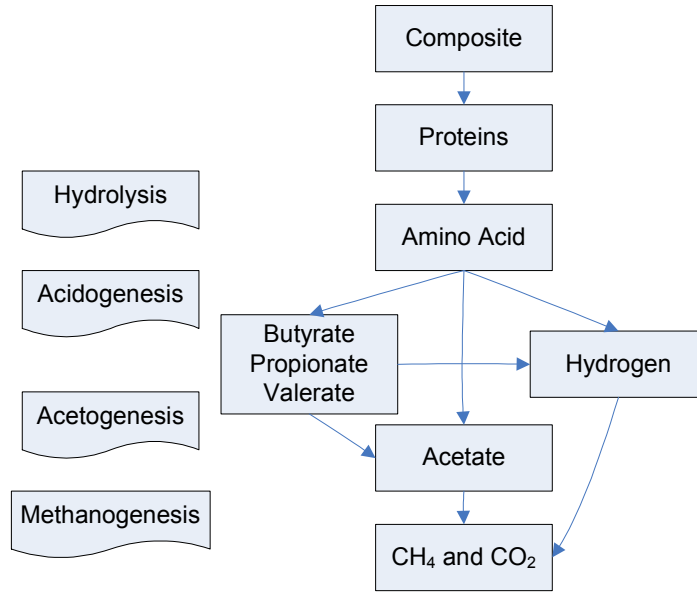 Composite
Proteins
Hydrolysis
Amino Acid
Acidogenesis
Butyrate
Propionate
Valerate
Hydrogen
Acetogenesis
Acetate
Methanogenesis
CH₄ and CO₂